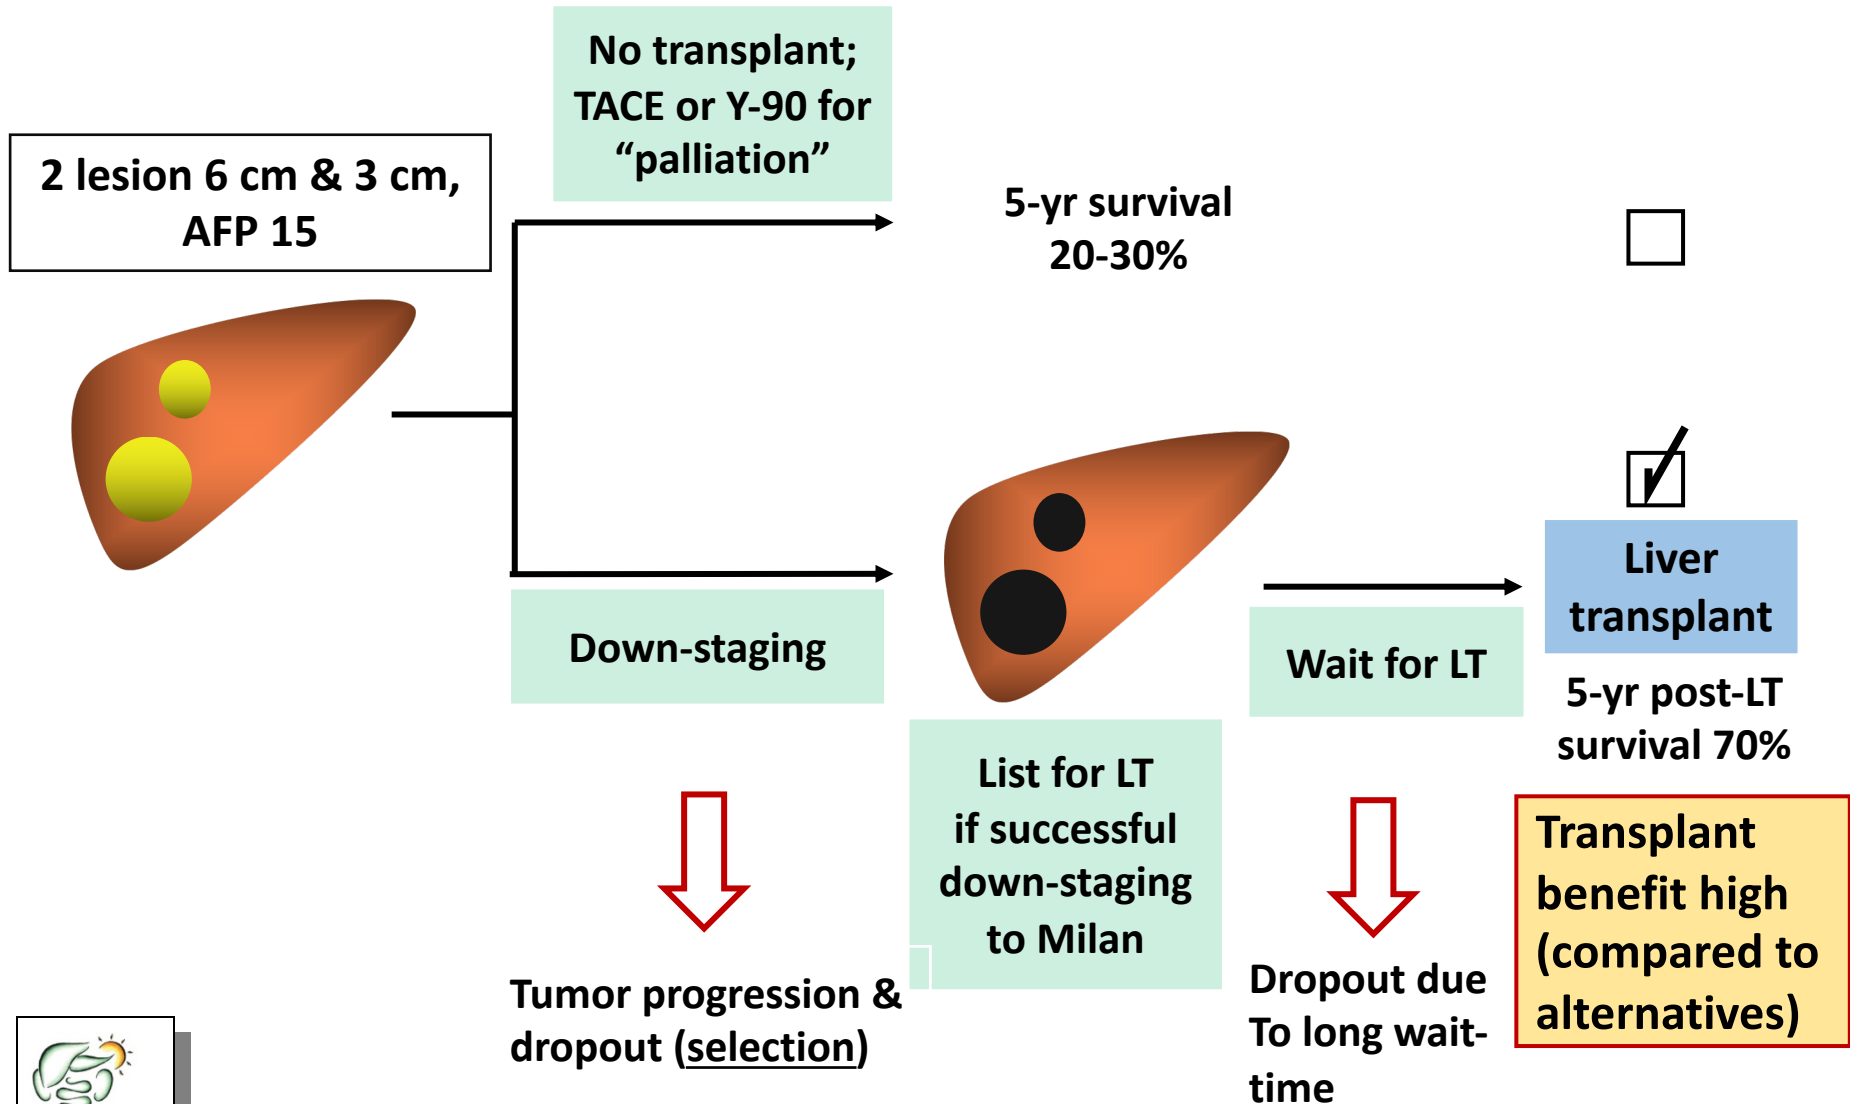 No transplant;
TACE or Y-90 for
“palliation”
2 lesion 6 cm & 3 cm,
AFP 15
5-yr survival
20-30%
Down-staging
List for LT
if successful
down-staging
to Milan
Wait for LT
Liver
transplant
5-yr post-LT
survival 70%
Tumor progression &
dropout (selection)
Dropout due
To long wait-
time
Transplant
benefit high
(compared to
alternatives)